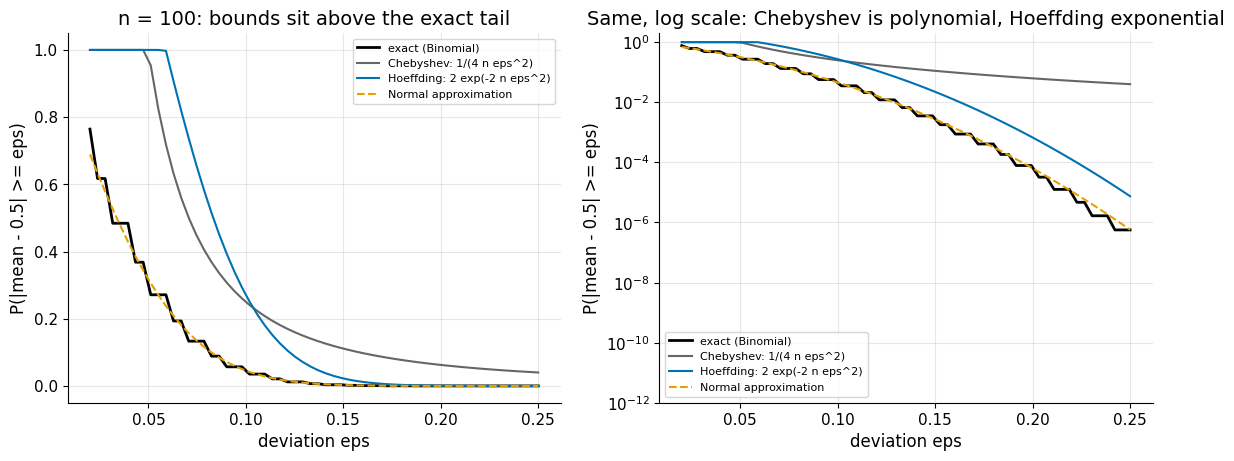 n = 100: bounds sit above the exact tail
P(|mean - 0.5| >= eps)
1.0
0.8
0.6
0.4
0.2
0.0
exact (Binomial)
Chebyshev: 1/(4 n eps^2)
Hoeffding: 2 exp(-2 n eps^2)
Normal approximation
0.05
0.10
0.15
0.20
0.25
deviation eps
Same, log scale: Chebyshev is polynomial, Hoeffding exponential
P(|mean - 0.5| >= eps)
10⁰
10⁻²
10⁻⁴
10⁻⁶
10⁻⁸
10⁻¹⁰
10⁻¹²
exact (Binomial)
Chebyshev: 1/(4 n eps^2)
Hoeffding: 2 exp(-2 n eps^2)
Normal approximation
0.05
0.10
0.15
0.20
0.25
deviation eps